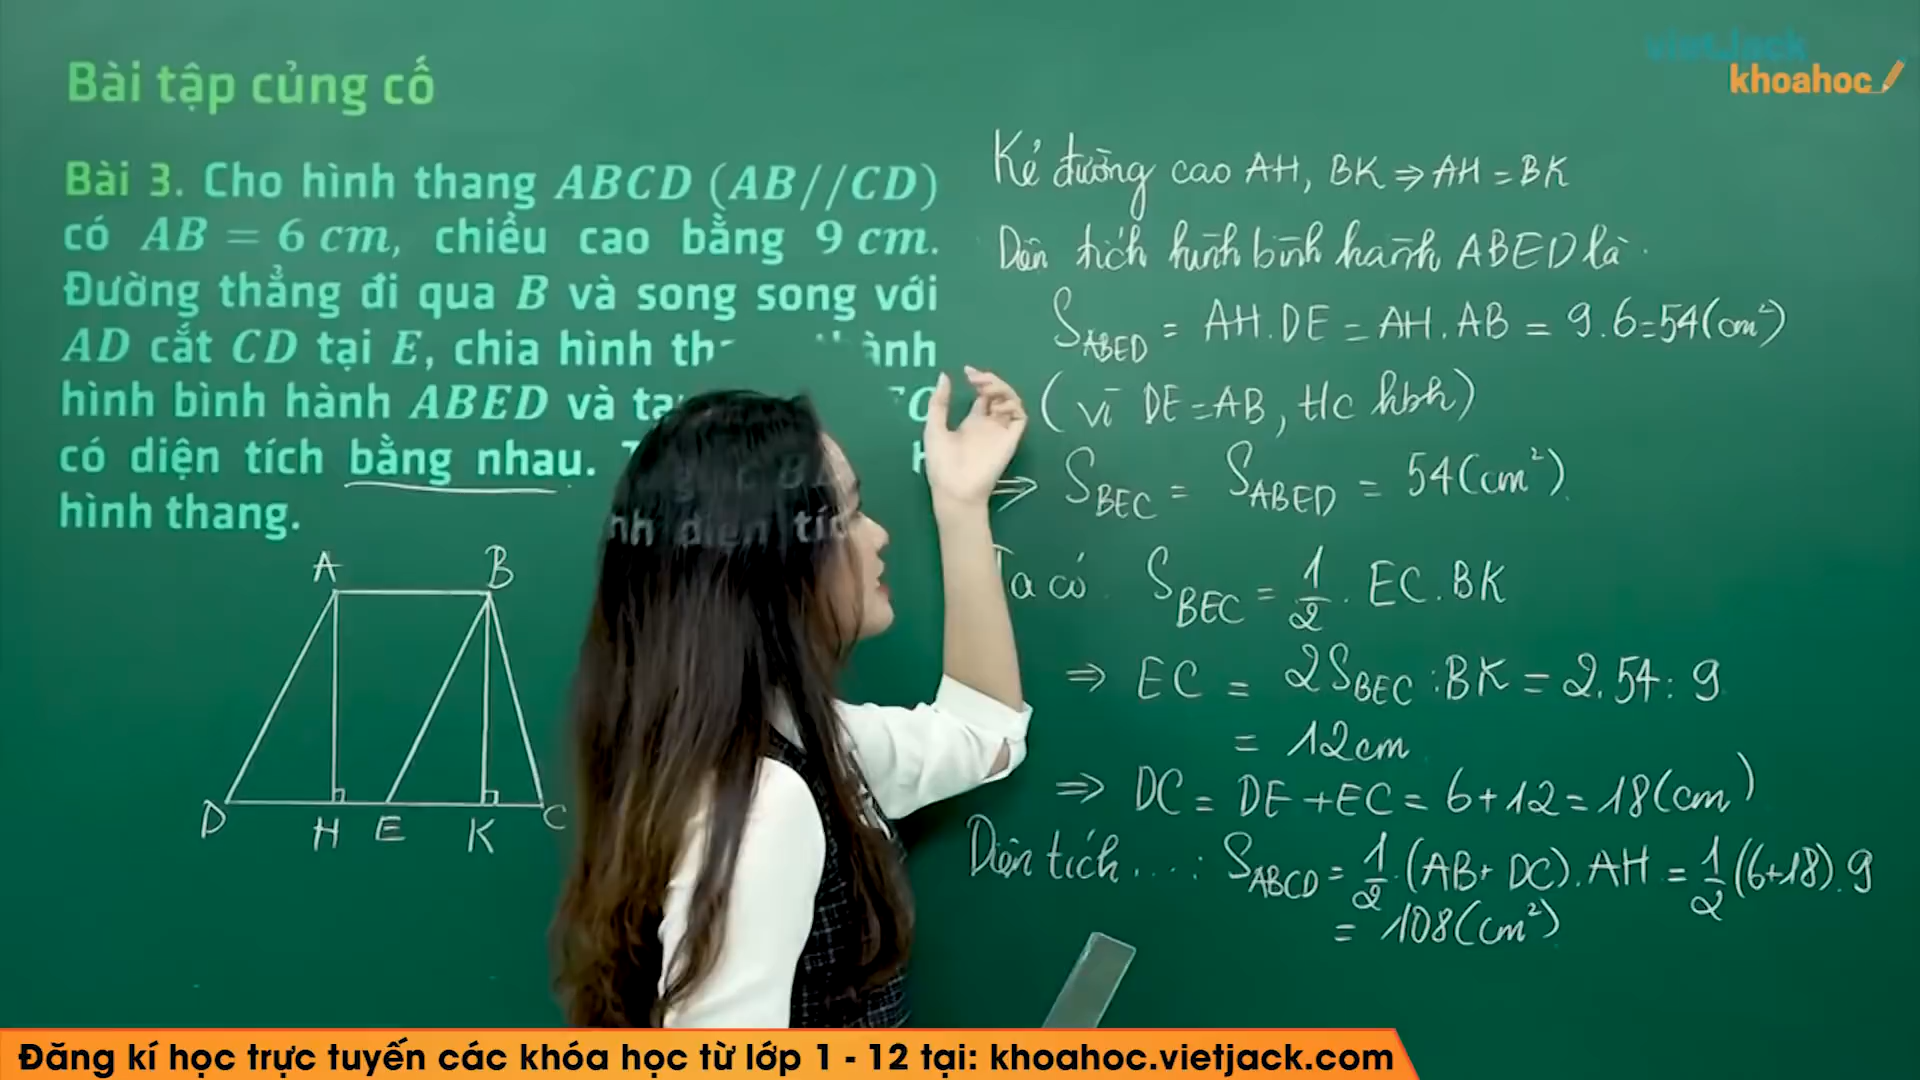 vietJack
khoahoc
Bài tập củng cố
Bài 3. Cho hình thang ABCD (AB//CD)
có AB = 6 cm, chiều cao bằng 9 cm.
Đường thẳng đi qua B và song song với
AD cắt CD tại E, chia hình thành
hình bình hành ABED và
có diện tích bằng nhau.
hình thang.
A B
D H E K C
Kẻ đường cao AH, BK ⇒ AH = BK
Diện tích hình bình hành ABED là
S_ABED = AH.DE = AH.AB = 9.6 = 54(cm²)
(vì DE = AB, t/c hbh)
⇒ S_BEC = S_ABED = 54(cm²).
Ta có S_BEC = 1/2 . EC.BK
⇒ EC = 2S_BEC : BK = 2.54 : 9
= 12cm
⇒ DC = DE + EC = 6 + 12 = 18(cm)
Diện tích ...: S_ABCD = 1/2 . (AB + DC).AH = 1/2 (6+18).9
= 108(cm²)
Đăng kí học trực tuyến các khóa học từ lớp 1 - 12 tại: khoahoc.vietjack.com